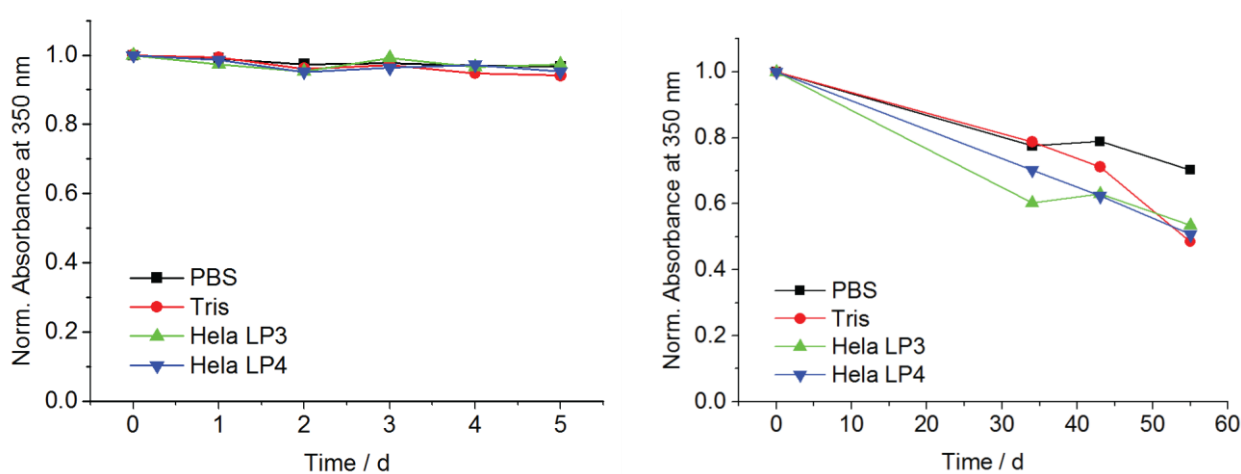 Norm. Absorbance at 350 nm
1.0
0.8
0.6
0.4
0.2
0.0
PBS
Tris
Hela LP3
Hela LP4
0 1 2 3 4 5
Time / d
Norm. Absorbance at 350 nm
1.0
0.8
0.6
0.4
0.2
0.0
PBS
Tris
Hela LP3
Hela LP4
0 10 20 30 40 50 60
Time / d